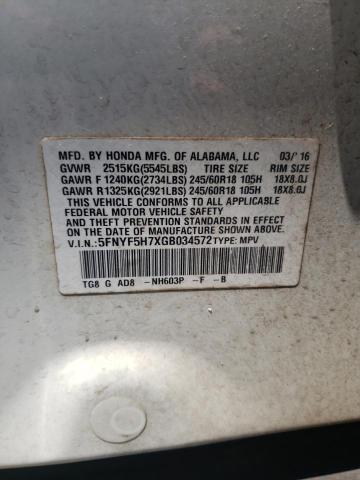 MFD. BY HONDA MFG. OF ALABAMA, LLC 03/'16
GVWR 2515KG(5545LBS) TIRE SIZE RIM SIZE
GAWR F 1240KG(2734LBS) 245/60R18 105H 18X8.0J
GAWR R 1325KG(2921LBS) 245/60R18 105H 18X8.0J
THIS VEHICLE CONFORMS TO ALL APPLICABLE
FEDERAL MOTOR VEHICLE SAFETY, BUMPER,
AND THEFT PREVENTION STANDARDS IN EFFECT
ON THE DATE OF MANUFACTURE SHOWN ABOVE.
V.I.N.:5FNYF5H7XGB034572 TYPE: MPV
TG8 G AD8 -NH603P -F -B